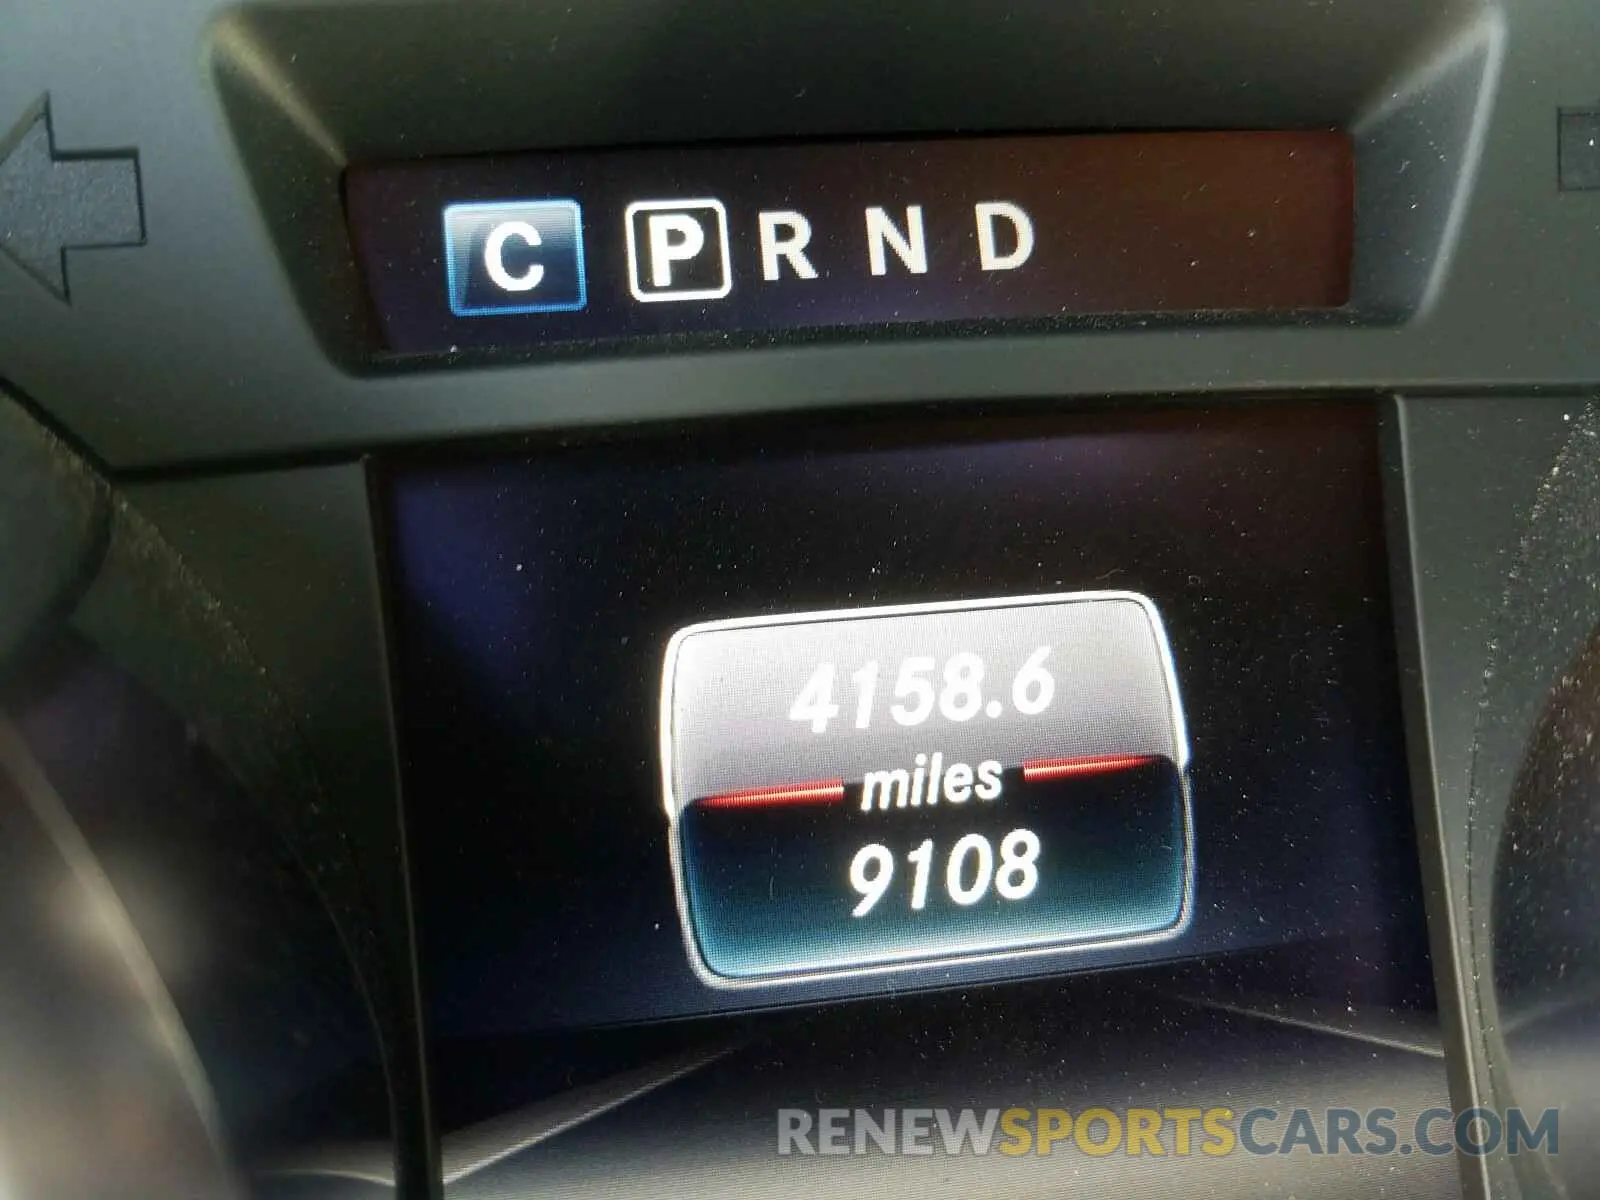 C P R N D
4158.6
miles
9108
RENEWSPORTSCARS.COM